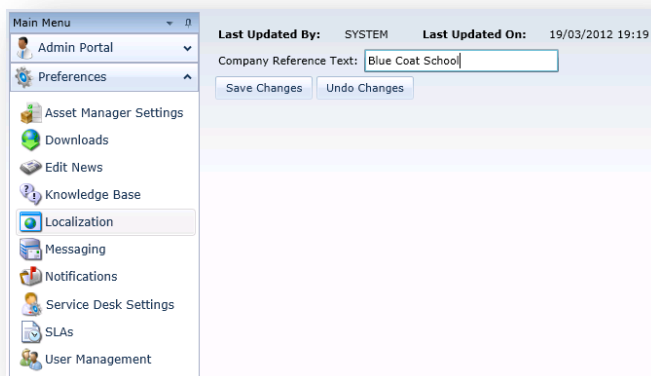 Main Menu
Admin Portal
Preferences
Asset Manager Settings
Downloads
Edit News
Knowledge Base
Localization
Messaging
Notifications
Service Desk Settings
SLAs
User Management
Last Updated By: SYSTEM Last Updated On: 19/03/2012 19:19
Company Reference Text: Blue Coat School
Save Changes Undo Changes